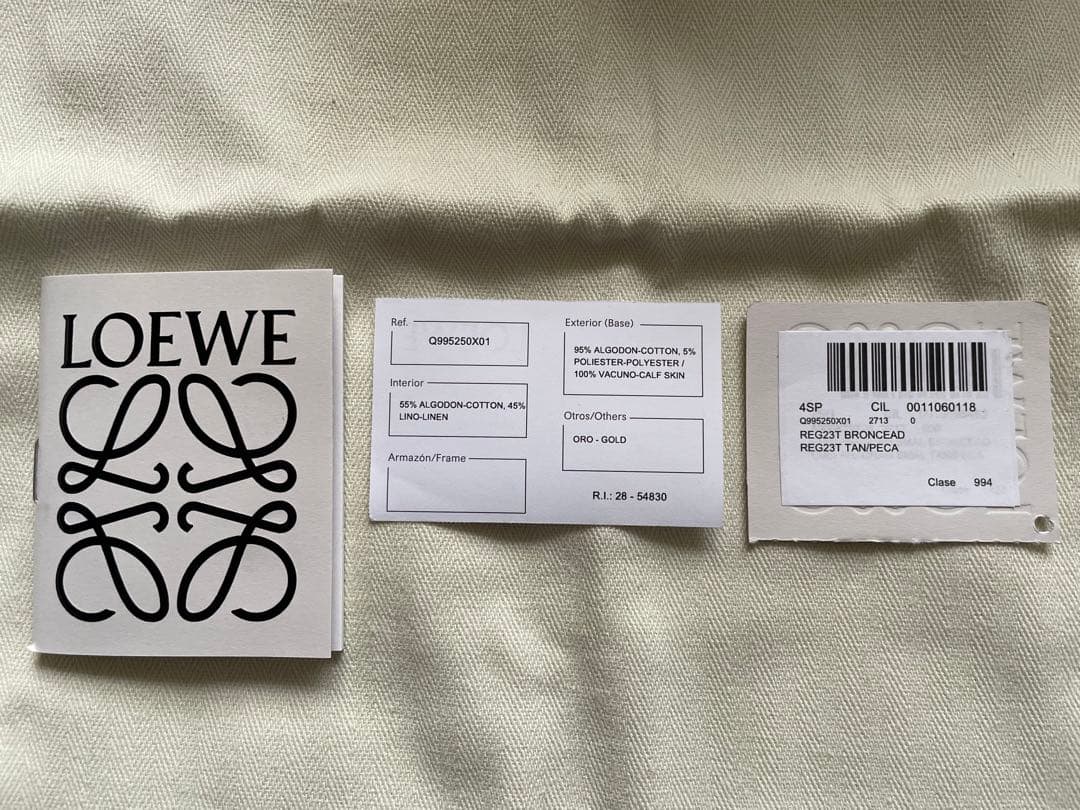 LOEWE
Ref.
Q995250X01
Interior
55% ALGODON-COTTON, 45%
LINO-LINEN
Armazón/Frame
Exterior (Base)
95% ALGODON-COTTON, 5%
POLIESTER-POLYESTER /
100% VACUNO-CALF SKIN
Otros/Others
ORO - GOLD
R.I.: 28 - 54830
4SP CIL 0011060118
Q995250X01 2713 0
REG23T BRONCEAD
REG23T TAN/PECA
Clase 994